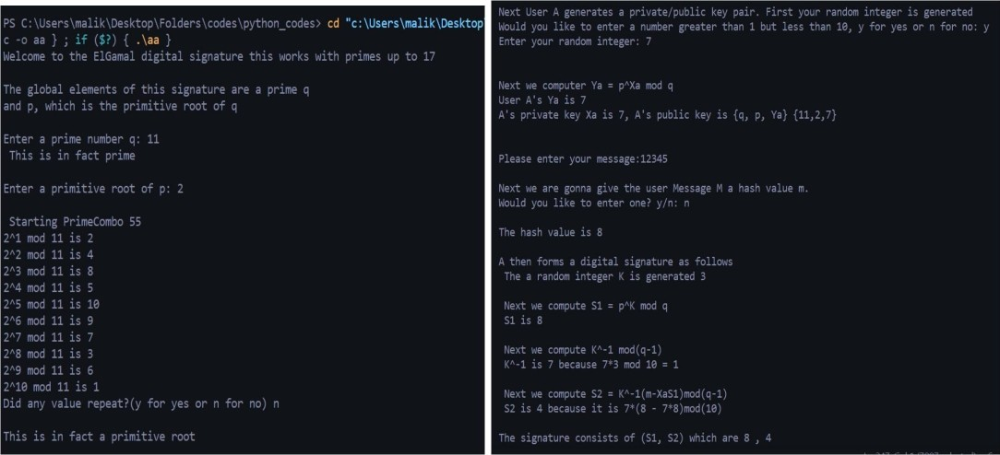 PS C:\Users\malik\Desktop\Folders\codes\python_codes> cd "c:\Users\malik\Desktop
c -o aa } ; if ($?) { .\aa }
Welcome to the ElGamal digital signature this works with primes up to 17
The global elements of this signature are a prime q
and p, which is the primitive root of q
Enter a prime number q: 11
This is in fact prime
Enter a primitive root of p: 2
Starting PrimeCombo 55
2^1 mod 11 is 2
2^2 mod 11 is 4
2^3 mod 11 is 8
2^4 mod 11 is 5
2^5 mod 11 is 10
2^6 mod 11 is 9
2^7 mod 11 is 7
2^8 mod 11 is 3
2^9 mod 11 is 6
2^10 mod 11 is 1
Did any value repeat?(y for yes or n for no) n
This is in fact a primitive root
Next User A generates a private/public key pair. First your random integer is generated
Would you like to enter a number greater than 1 but less than 10, y for yes or n for no: y
Enter your random integer: 7
Next we computer Ya = p^Xa mod q
User A's Ya is 7
A's private key Xa is 7, A's public key is {q, p, Ya} {11,2,7}
Please enter your message:12345
Next we are gonna give the user Message M a hash value m.
Would you like to enter one? y/n: n
The hash value is 8
A then forms a digital signature as follows
The a random integer K is generated 3
Next we compute S1 = p^K mod q
S1 is 8
Next we compute K^-1 mod(q-1)
K^-1 is 7 because 7*3 mod 10 = 1
Next we compute S2 = K^-1(m-XaS1)mod(q-1)
S2 is 4 because it is 7*(8 - 7*8)mod(10)
The signature consists of (S1, S2) which are 8 , 4